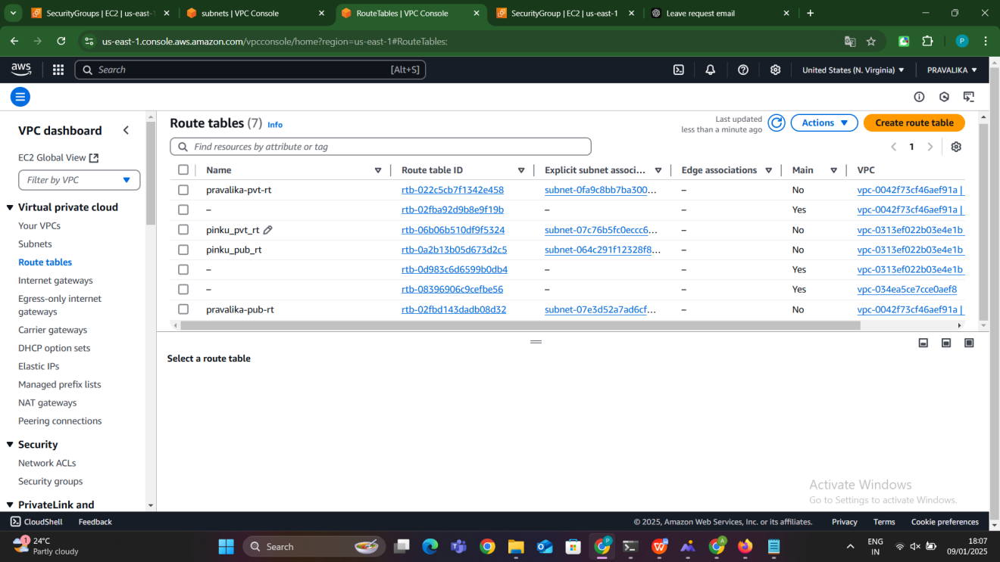 SecurityGroups | EC2 | us-east-1
subnets | VPC Console
RouteTables | VPC Console
SecurityGroup | EC2 | us-east-1
Leave request email
us-east-1.console.aws.amazon.com/vpcconsole/home?region=us-east-1#RouteTables:
P
aws
Search
[Alt+S]
United States (N. Virginia)
PRAVALIKA
VPC dashboard
EC2 Global View
Filter by VPC
Virtual private cloud
Your VPCs
Subnets
Route tables
Internet gateways
Egress-only internet
gateways
Carrier gateways
DHCP option sets
Elastic IPs
Managed prefix lists
NAT gateways
Peering connections
Security
Network ACLs
Security groups
PrivateLink and
Route tables (7) Info
Last updated
less than a minute ago
Actions
Create route table
Find resources by attribute or tag
1
Name Route table ID Explicit subnet associ... Edge associations Main VPC
pravalika-pvt-rt rtb-022c5cb7f1342e458 subnet-0fa9c8bb7ba300... – No vpc-0042f73cf46aef91a |
– rtb-02fba92d9b8e9f19b – – Yes vpc-0042f73cf46aef91a |
pinku_pvt_rt rtb-06b06b510df9f5324 subnet-07c76b5fc0eccc6... – No vpc-0313ef022b03e4e1b
pinku_pub_rt rtb-0a2b13b05d673d2c5 subnet-064c291f12328f8... – No vpc-0313ef022b03e4e1b
– rtb-0d983c6d6599b0db4 – – Yes vpc-0313ef022b03e4e1b
– rtb-08396906c9cefbe56 – – Yes vpc-034ea5ce7cce0aef8
pravalika-pub-rt rtb-02fbd143dadb08d32 subnet-07e3d52a7ad6cf... – No vpc-0042f73cf46aef91a |
Select a route table
Activate Windows
Go to Settings to activate Windows.
CloudShell
Feedback
© 2025, Amazon Web Services, Inc. or its affiliates.
Privacy
Terms
Cookie preferences
1
24°C
Partly cloudy
Search
P
A
ENG
IN
18:07
09/01/2025